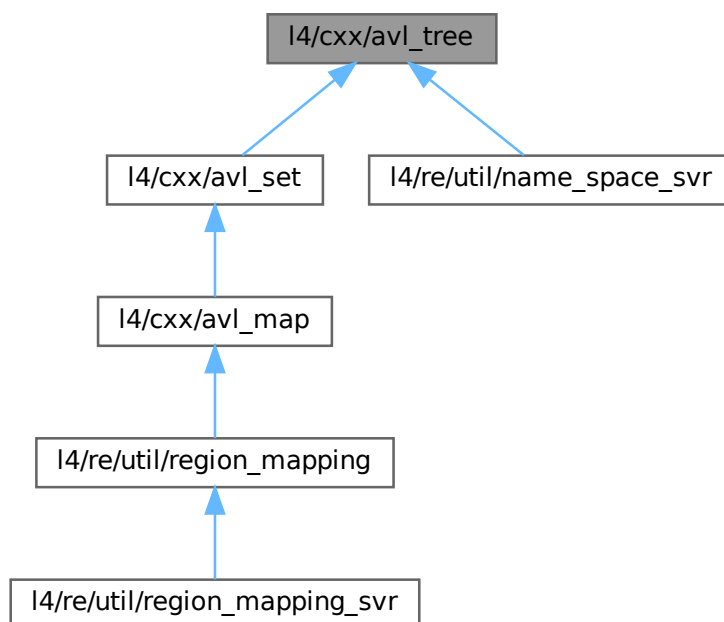 l4/cxx/avl_tree
l4/cxx/avl_set
l4/re/util/name_space_svr
l4/cxx/avl_map
l4/re/util/region_mapping
l4/re/util/region_mapping_svr